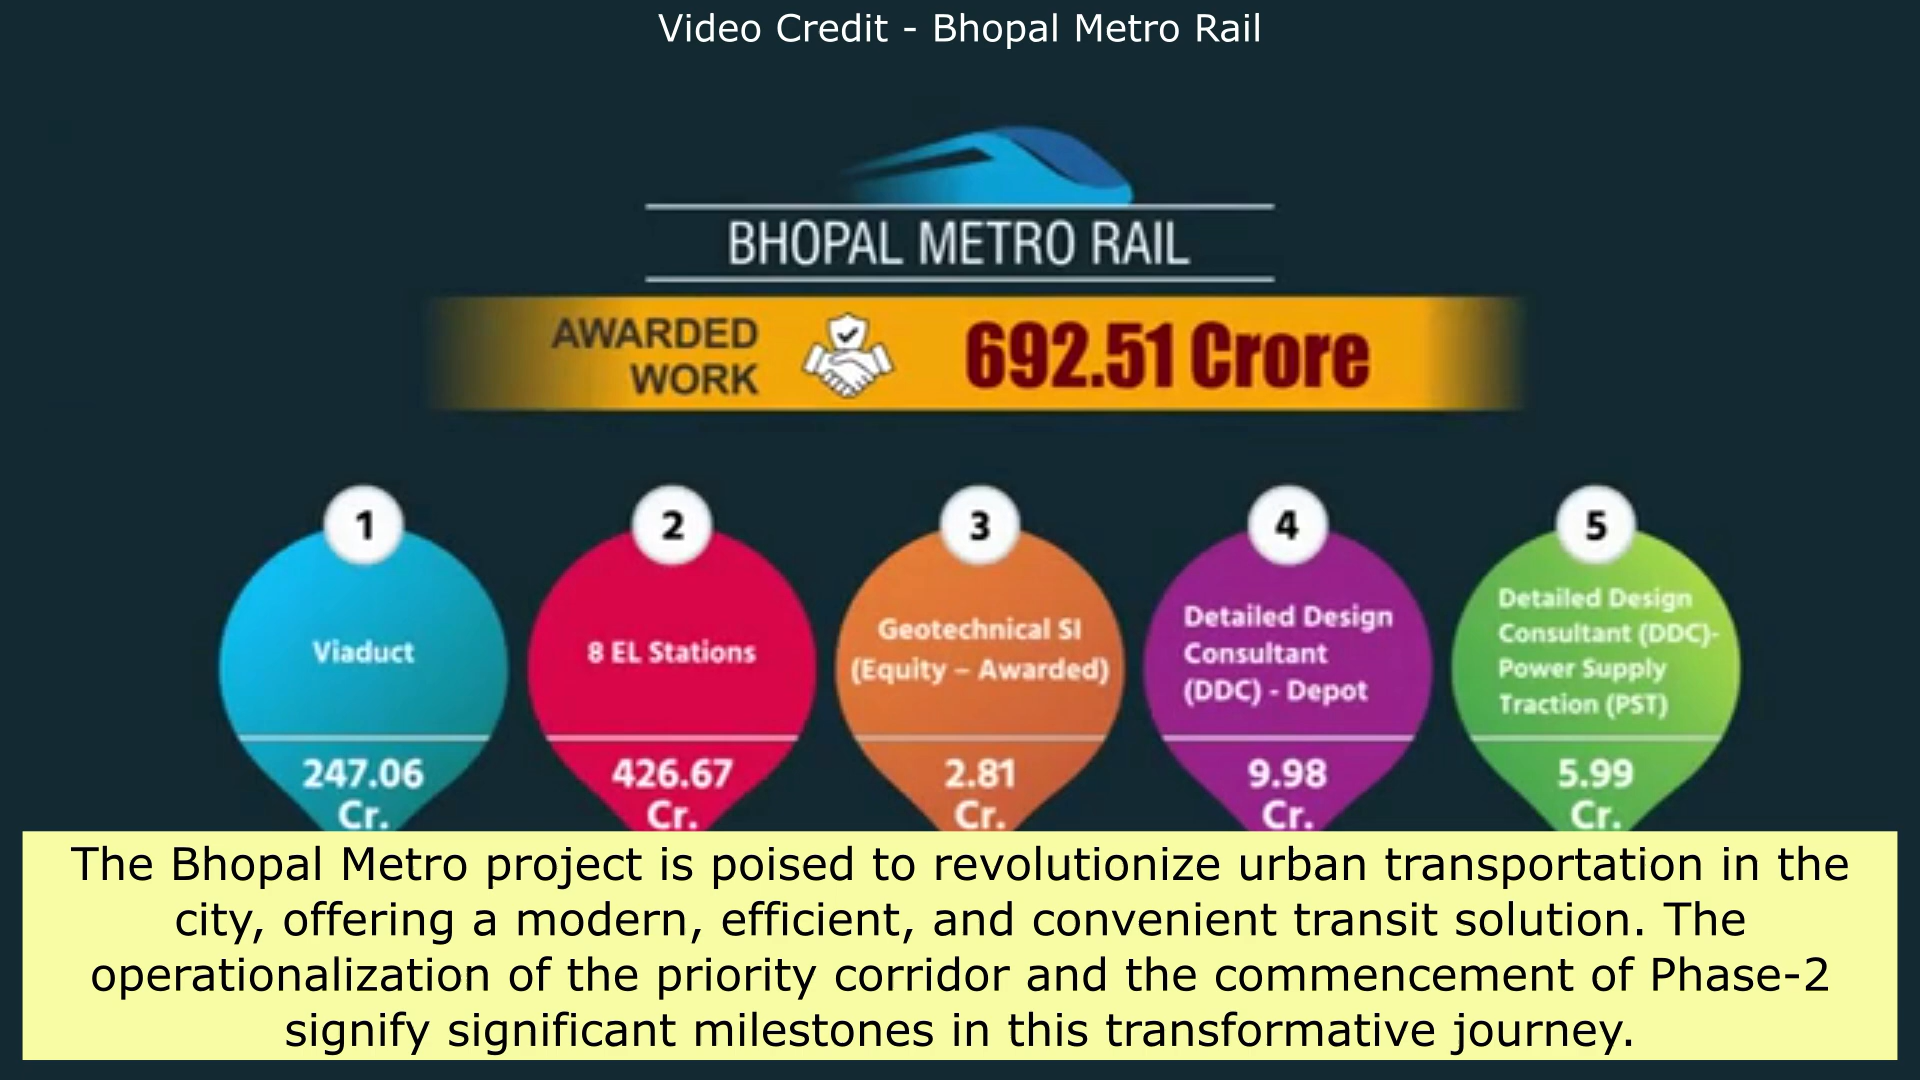 Video Credit - Bhopal Metro Rail
BHOPAL METRO RAIL
AWARDED
WORK
692.51 Crore
1
Viaduct
247.06
Cr.
2
8 EL Stations
426.67
Cr.
3
Geotechnical SI
(Equity – Awarded)
2.81
Cr.
4
Detailed Design
Consultant
(DDC) - Depot
9.98
Cr.
5
Detailed Design
Consultant (DDC)-
Power Supply
Traction (PST)
5.99
Cr.
The Bhopal Metro project is poised to revolutionize urban transportation in the
city, offering a modern, efficient, and convenient transit solution. The
operationalization of the priority corridor and the commencement of Phase-2
signify significant milestones in this transformative journey.